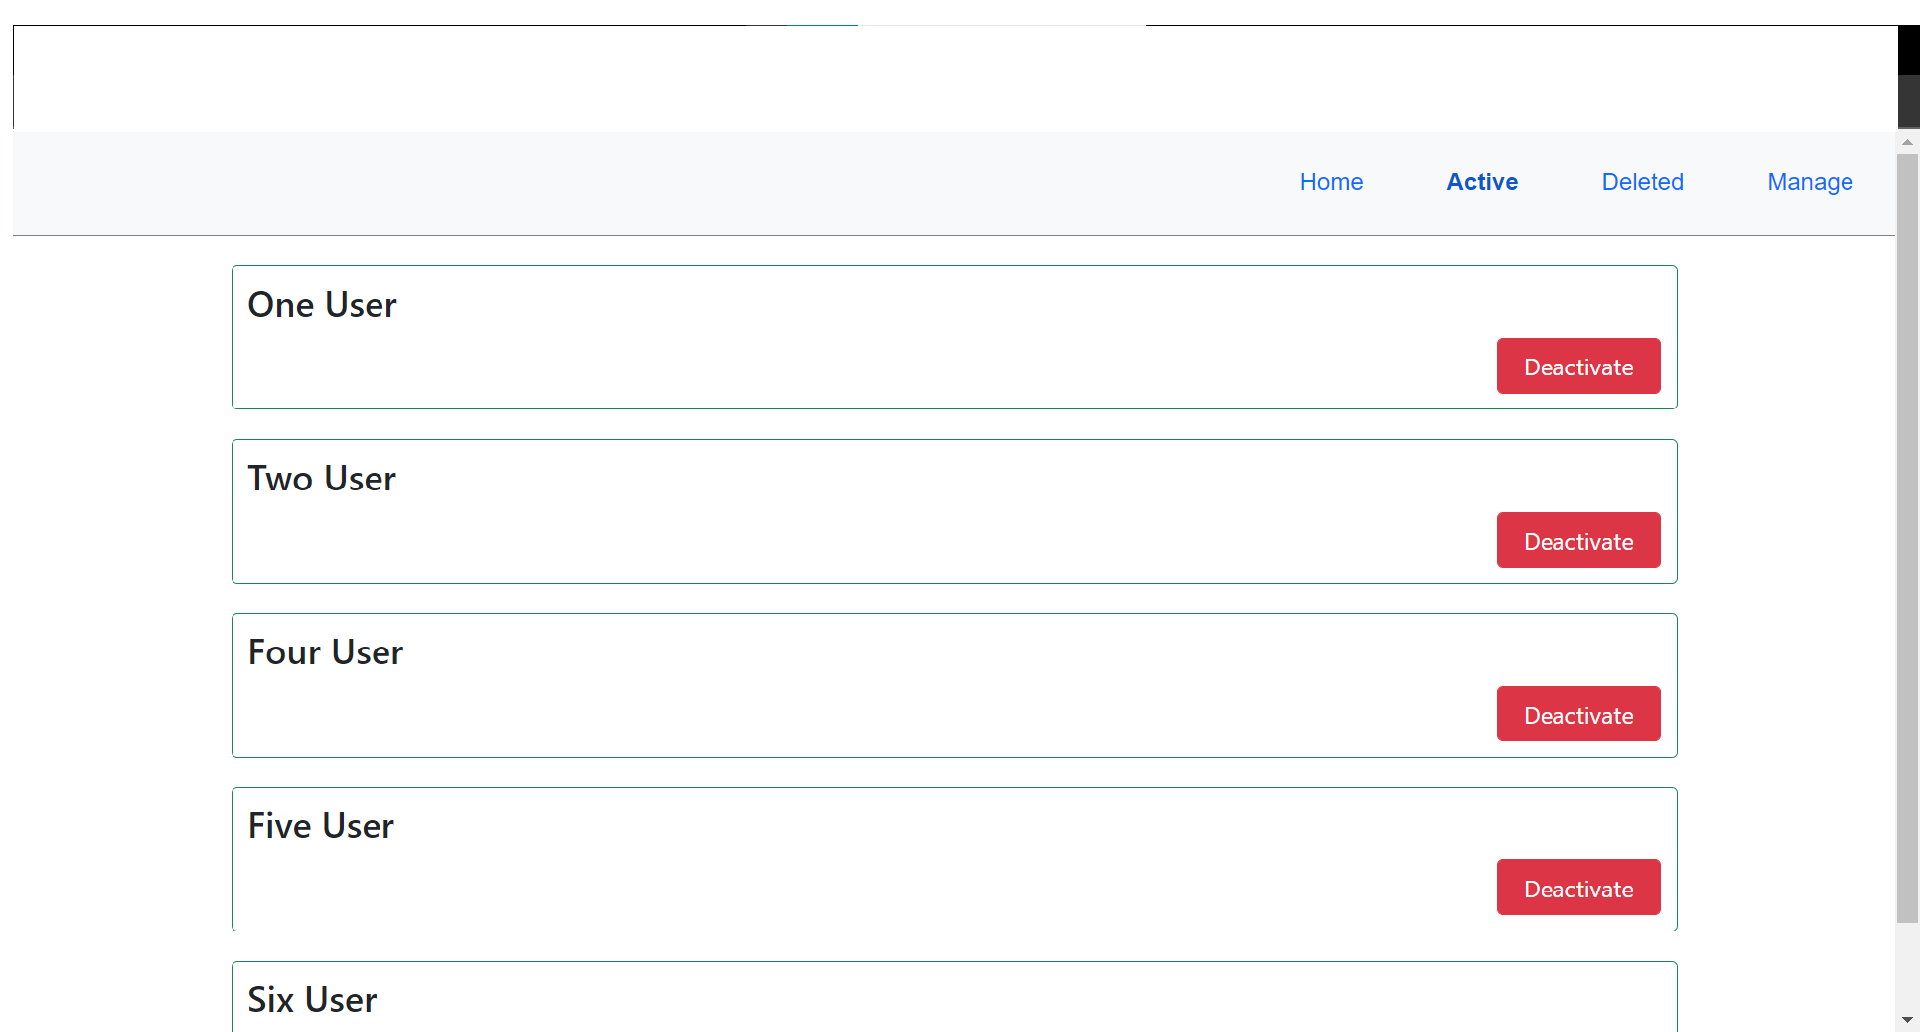 Home Active Deleted Manage
One User
Deactivate
Two User
Deactivate
Four User
Deactivate
Five User
Deactivate
Six User